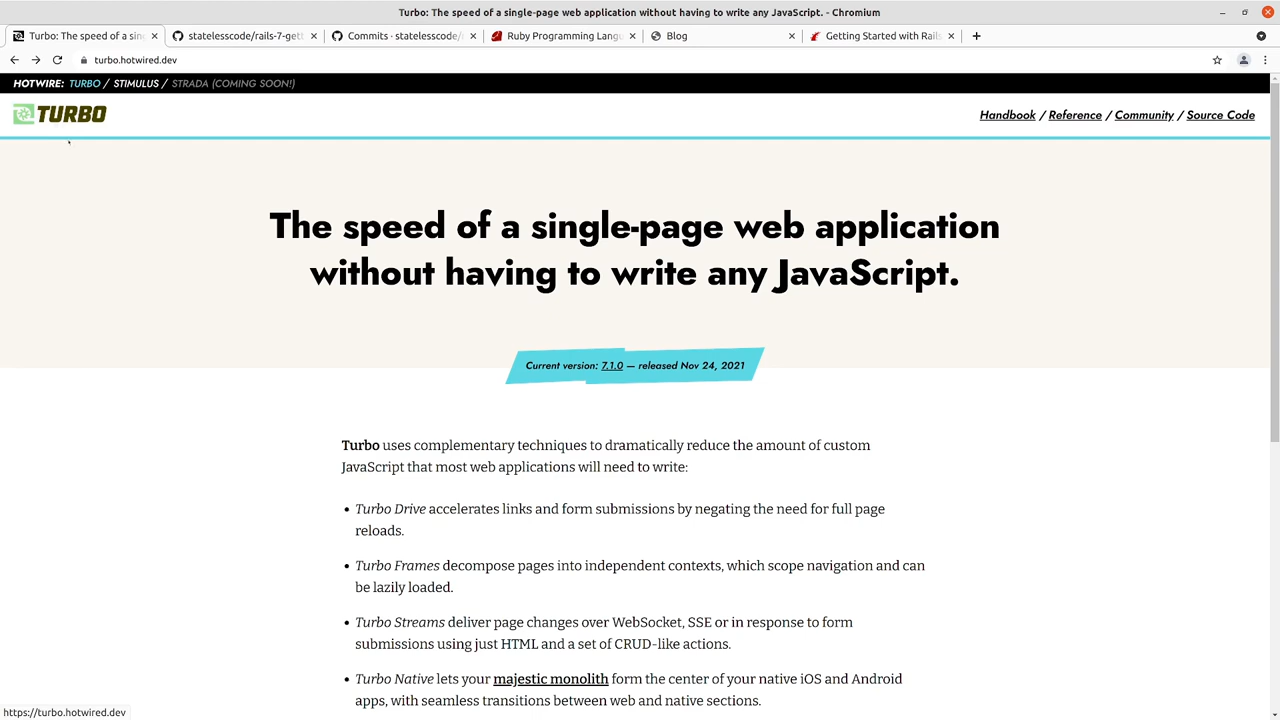 Turbo: The speed of a single-page web application without having to write any JavaScript. - Chromium
Turbo: The speed of a sin
statelesscode/rails-7-gett
Commits · statelesscode/r
Ruby Programming Langu
Blog
Getting Started with Rails
turbo.hotwired.dev
HOTWIRE: TURBO / STIMULUS / STRADA (COMING SOON!)
TURBO
Handbook / Reference / Community / Source Code
The speed of a single-page web application
without having to write any JavaScript.
Current version: 7.1.0 — released Nov 24, 2021
Turbo uses complementary techniques to dramatically reduce the amount of custom
JavaScript that most web applications will need to write:
• Turbo Drive accelerates links and form submissions by negating the need for full page
reloads.
• Turbo Frames decompose pages into independent contexts, which scope navigation and can
be lazily loaded.
• Turbo Streams deliver page changes over WebSocket, SSE or in response to form
submissions using just HTML and a set of CRUD-like actions.
• Turbo Native lets your majestic monolith form the center of your native iOS and Android
apps, with seamless transitions between web and native sections.
https://turbo.hotwired.dev